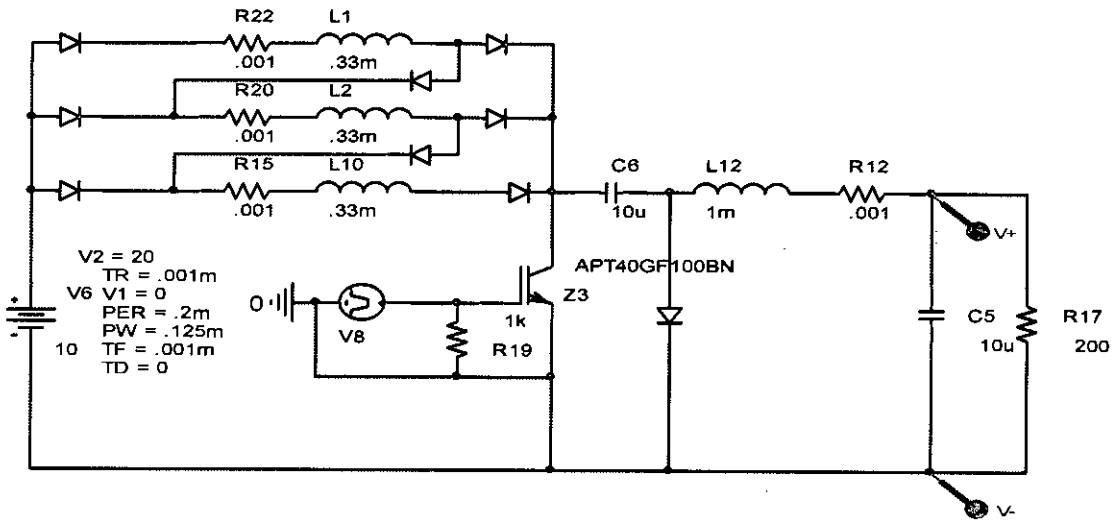 R22
L1
.001
.33m
R20
L2
.001
.33m
R15
L10
.001
.33m
C6
10u
L12
1m
R12
.001
V+
V2 = 20
TR = .001m
V6
V1 = 0
PER = .2m
PW = .125m
TF = .001m
TD = 0
10
0
V8
APT40GF100BN
Z3
1k
R19
C5
10u
R17
200
V-